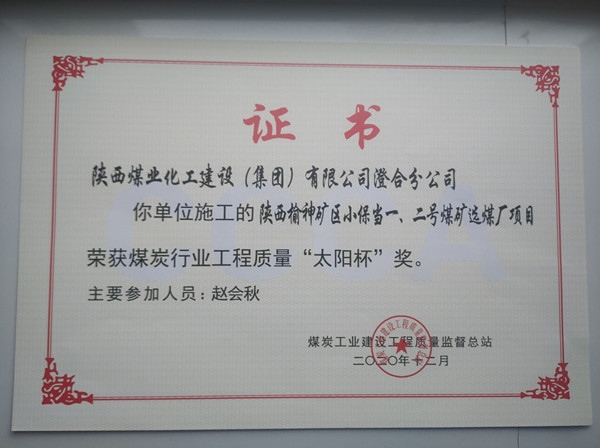 证书
陕西煤业化工建设（集团）有限公司澄合分公司
你单位施工的陕西榆神矿区小保当一、二号煤矿选煤厂项目
荣获煤炭行业工程质量“太阳杯”奖。
主要参加人员：赵会秋
煤炭工业建设工程质量监督总站
二〇二〇年十二月